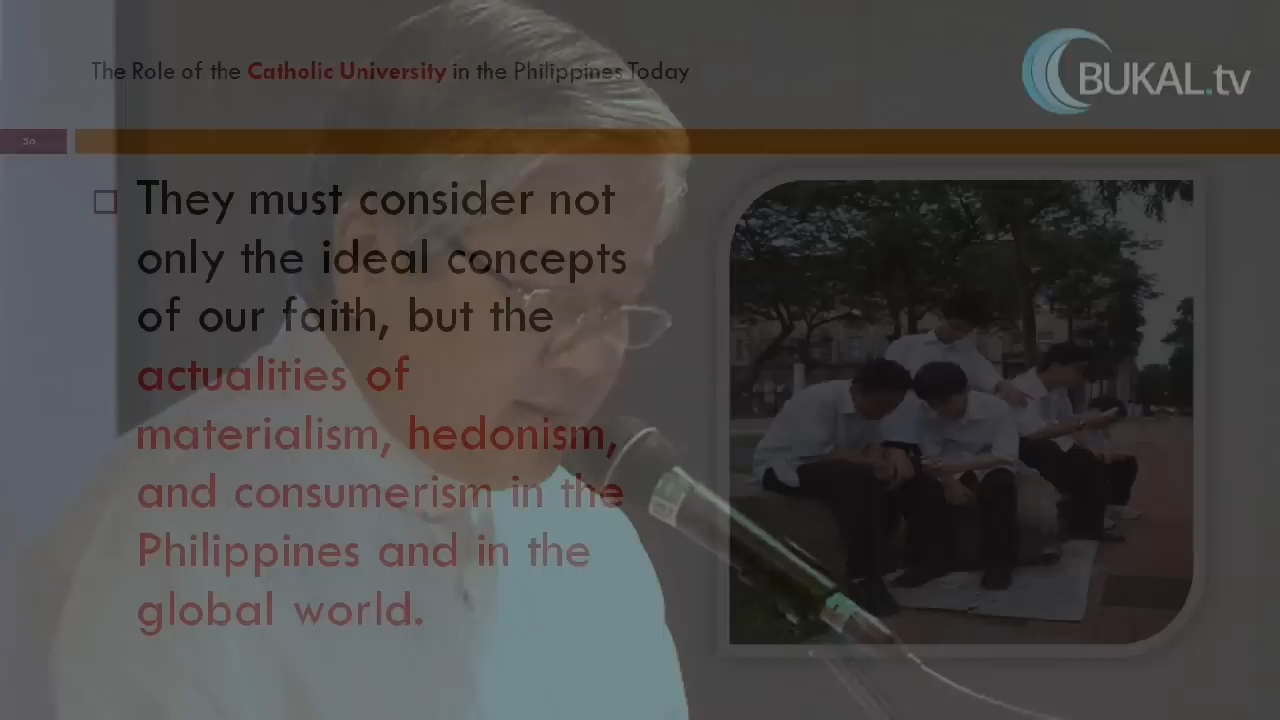 The Role of the Catholic University in the Philippines Today
BUKAL.tv
36
They must consider not
only the ideal concepts
of our faith, but the
actualities of
materialism, hedonism,
and consumerism in the
Philippines and in the
global world.